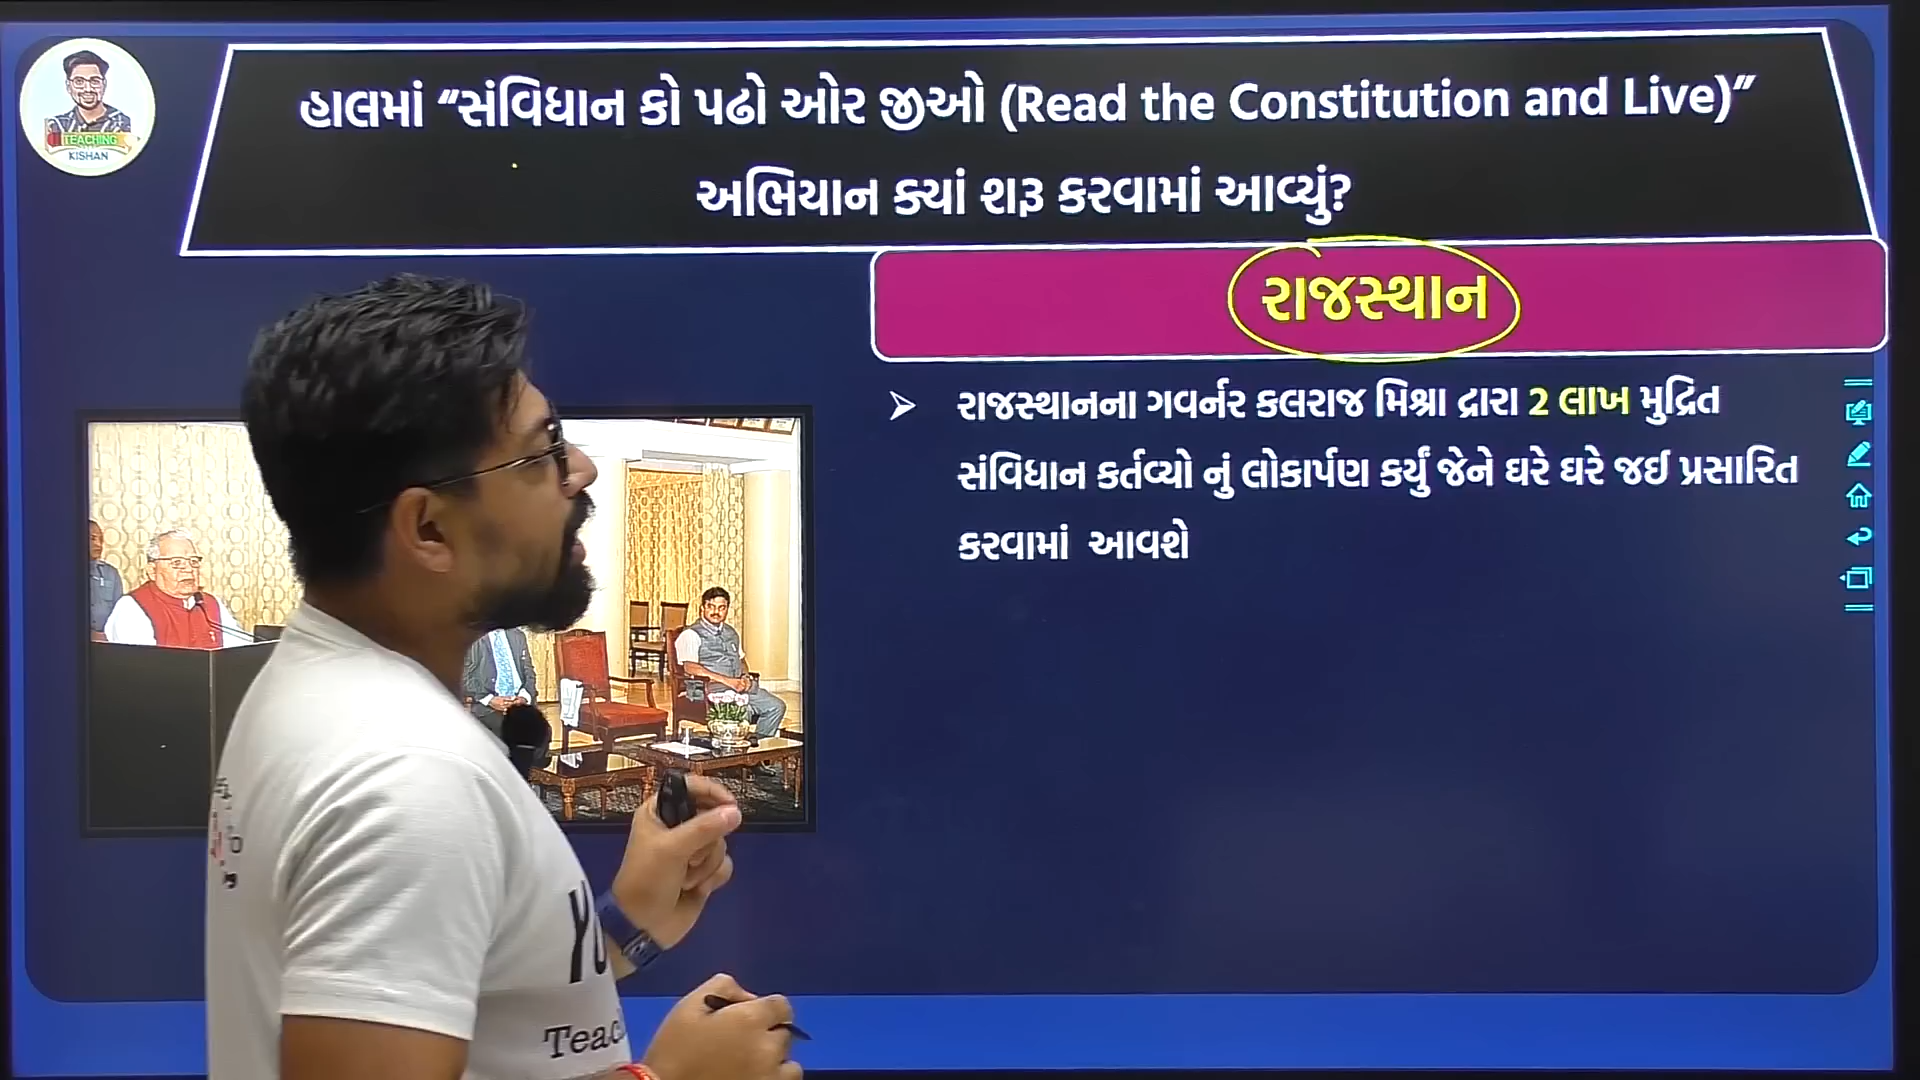 હાલમાં “સંવિધાન કો પઢો ઓર જીઓ (Read the Constitution and Live)”
અભિયાન ક્યાં શરૂ કરવામાં આવ્યું?
TEACHING
KISHAN
રાજસ્થાન
રાજસ્થાનના ગવર્નર કલરાજ મિશ્રા દ્રારા 2 લાખ મુદ્રિત
સંવિધાન કર્તવ્યો નું લોકાર્પણ કર્યું જેને ઘરે ઘરે જઈ પ્રસારિત
કરવામાં આવશે